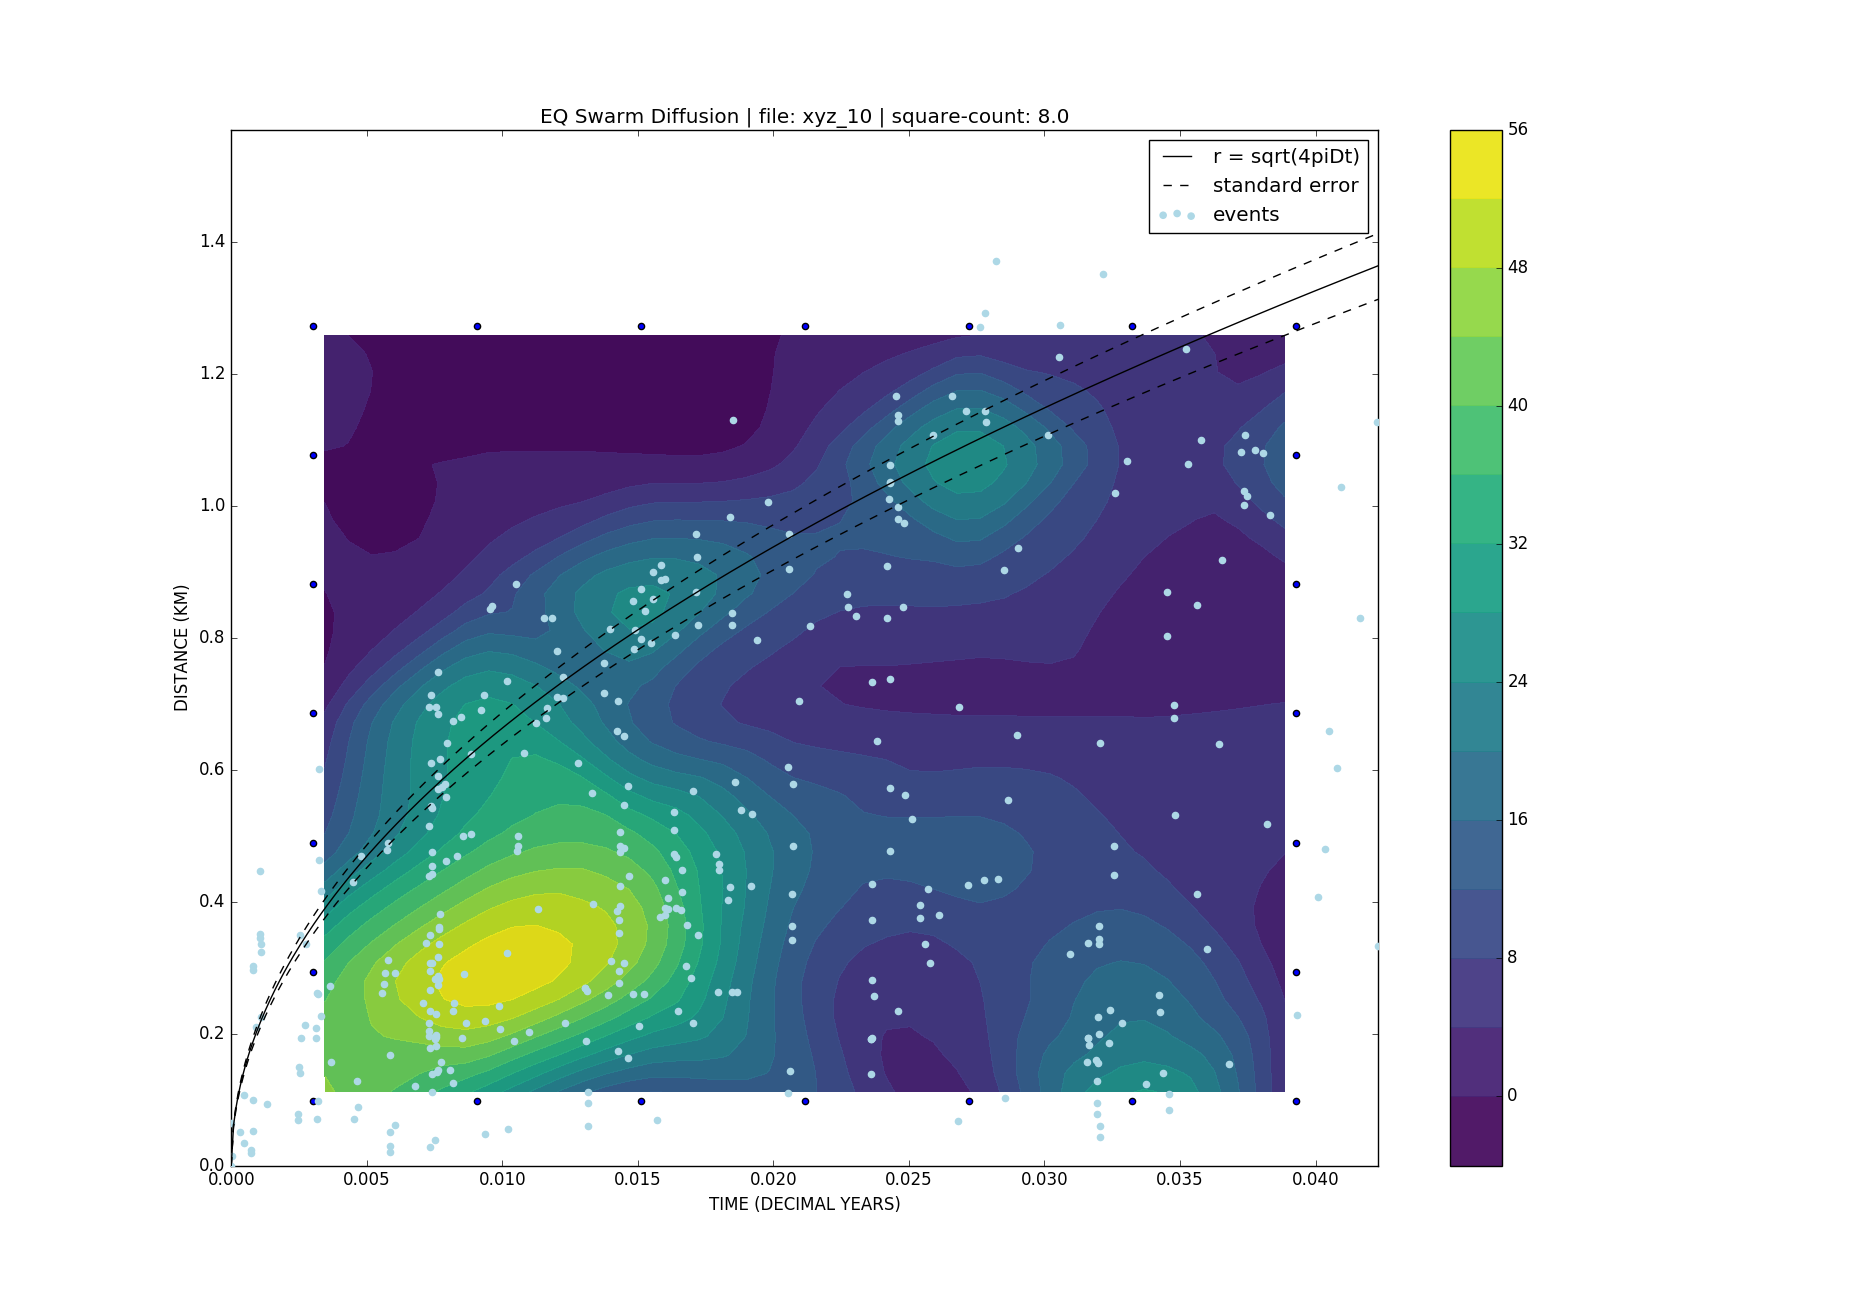 EQ Swarm Diffusion | file: xyz_10 | square-count: 8.0
r = sqrt(4piDt)
standard error
events
1.4
1.2
1.0
0.8
0.6
0.4
0.2
0.0
DISTANCE (KM)
0.000 0.005 0.010 0.015 0.020 0.025 0.030 0.035 0.040
TIME (DECIMAL YEARS)
56
48
40
32
24
16
8
0